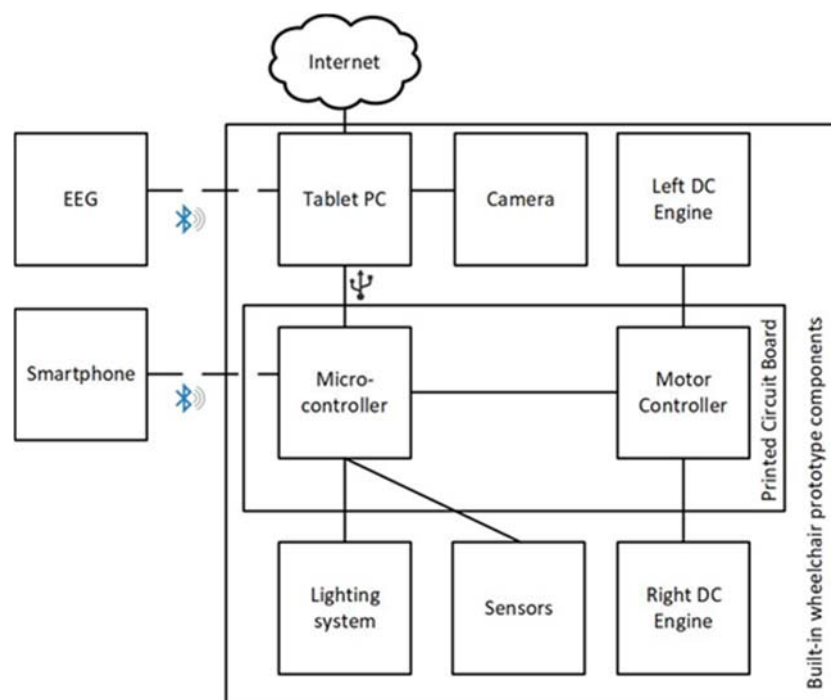 Internet
EEG
Tablet PC
Camera
Left DC
Engine
Smartphone
Micro-
controller
Motor
Controller
Printed Circuit Board
Lighting
system
Sensors
Right DC
Engine
Built-in wheelchair prototype components